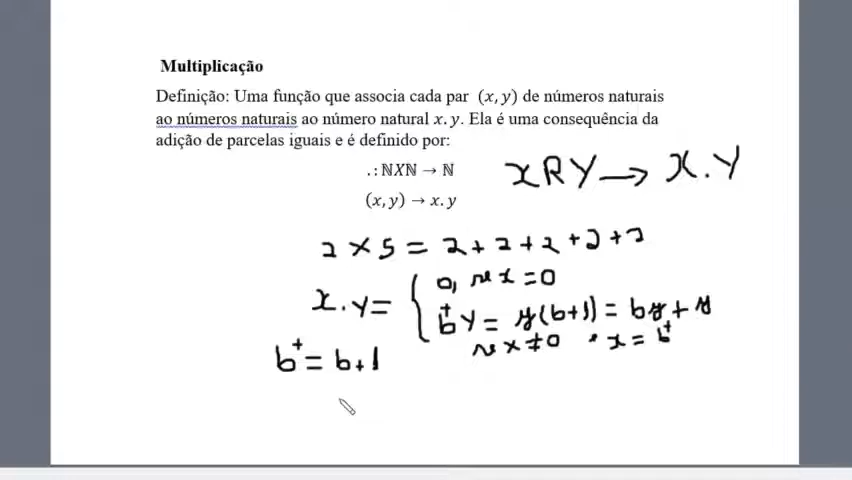 Multiplicação
Definição: Uma função que associa cada par (x, y) de números naturais
ao números naturais ao número natural x. y. Ela é uma consequência da
adição de parcelas iguais e é definido por:
.: ℕXℕ → ℕ
(x, y) → x. y
x R Y → x . Y
2 × 5 = 2 + 2 + 2 + 2 + 2
x . y = { 0, se x = 0
b⁺ y = y(b+1) = by + y
se x ≠ 0 • x = b⁺
b⁺ = b + 1